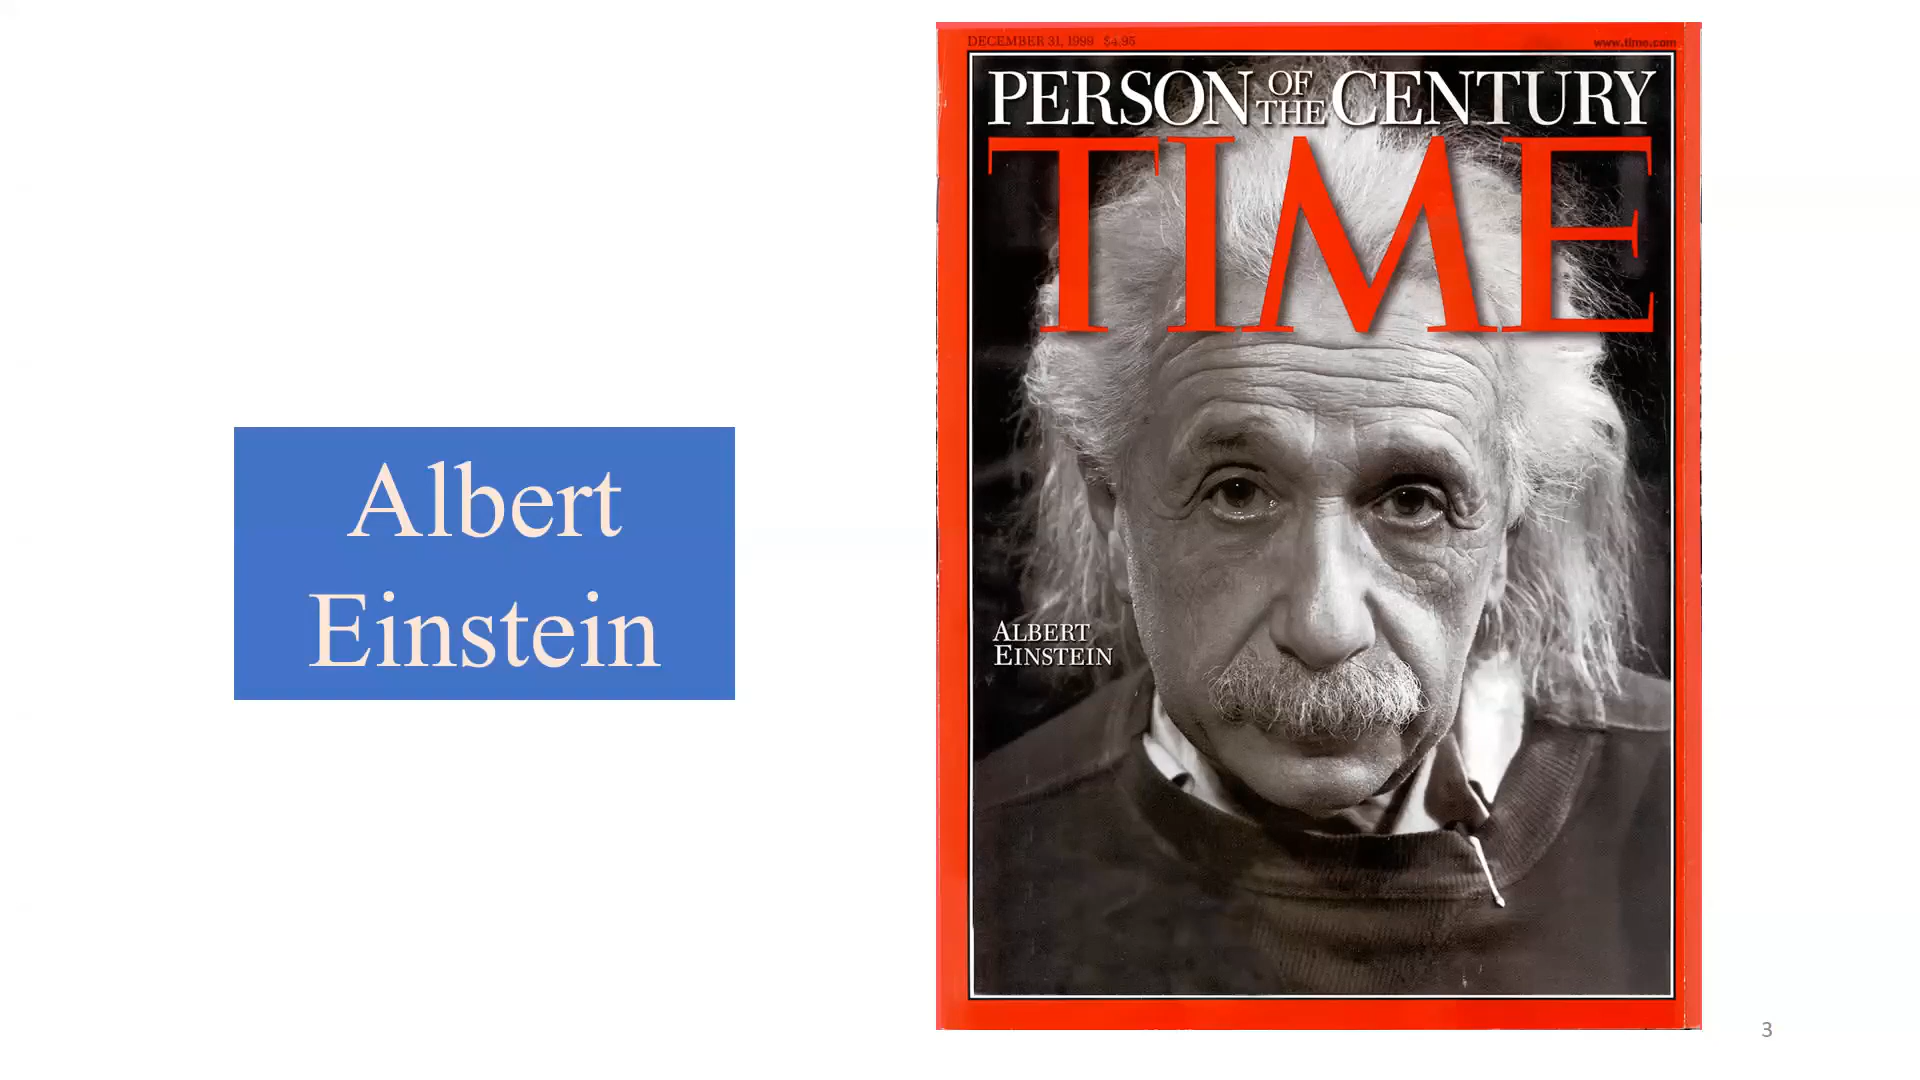 Albert
Einstein
DECEMBER 31, 1999 $4.95
www.time.com
PERSON OF THE CENTURY
TIME
ALBERT
EINSTEIN
3